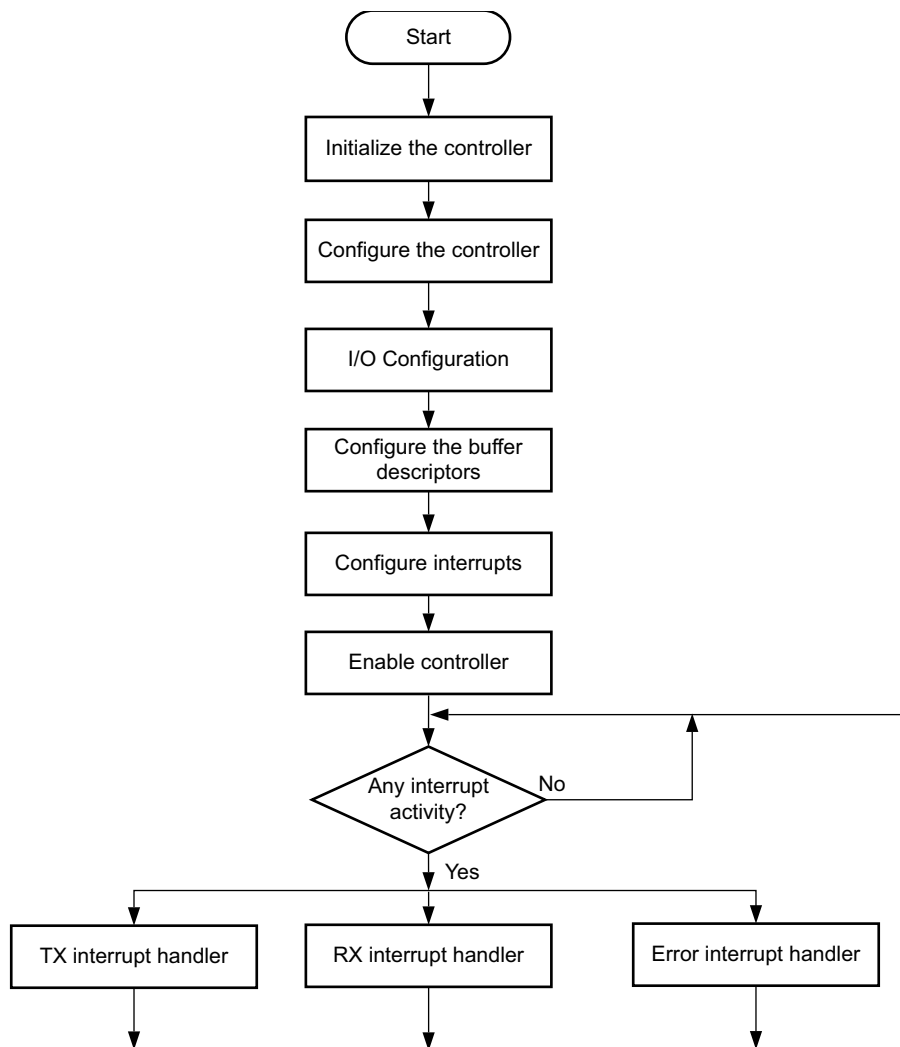 Start
Initialize the controller
Configure the controller
I/O Configuration
Configure the buffer
descriptors
Configure interrupts
Enable controller
Any interrupt
activity?
No
Yes
TX interrupt handler
RX interrupt handler
Error interrupt handler